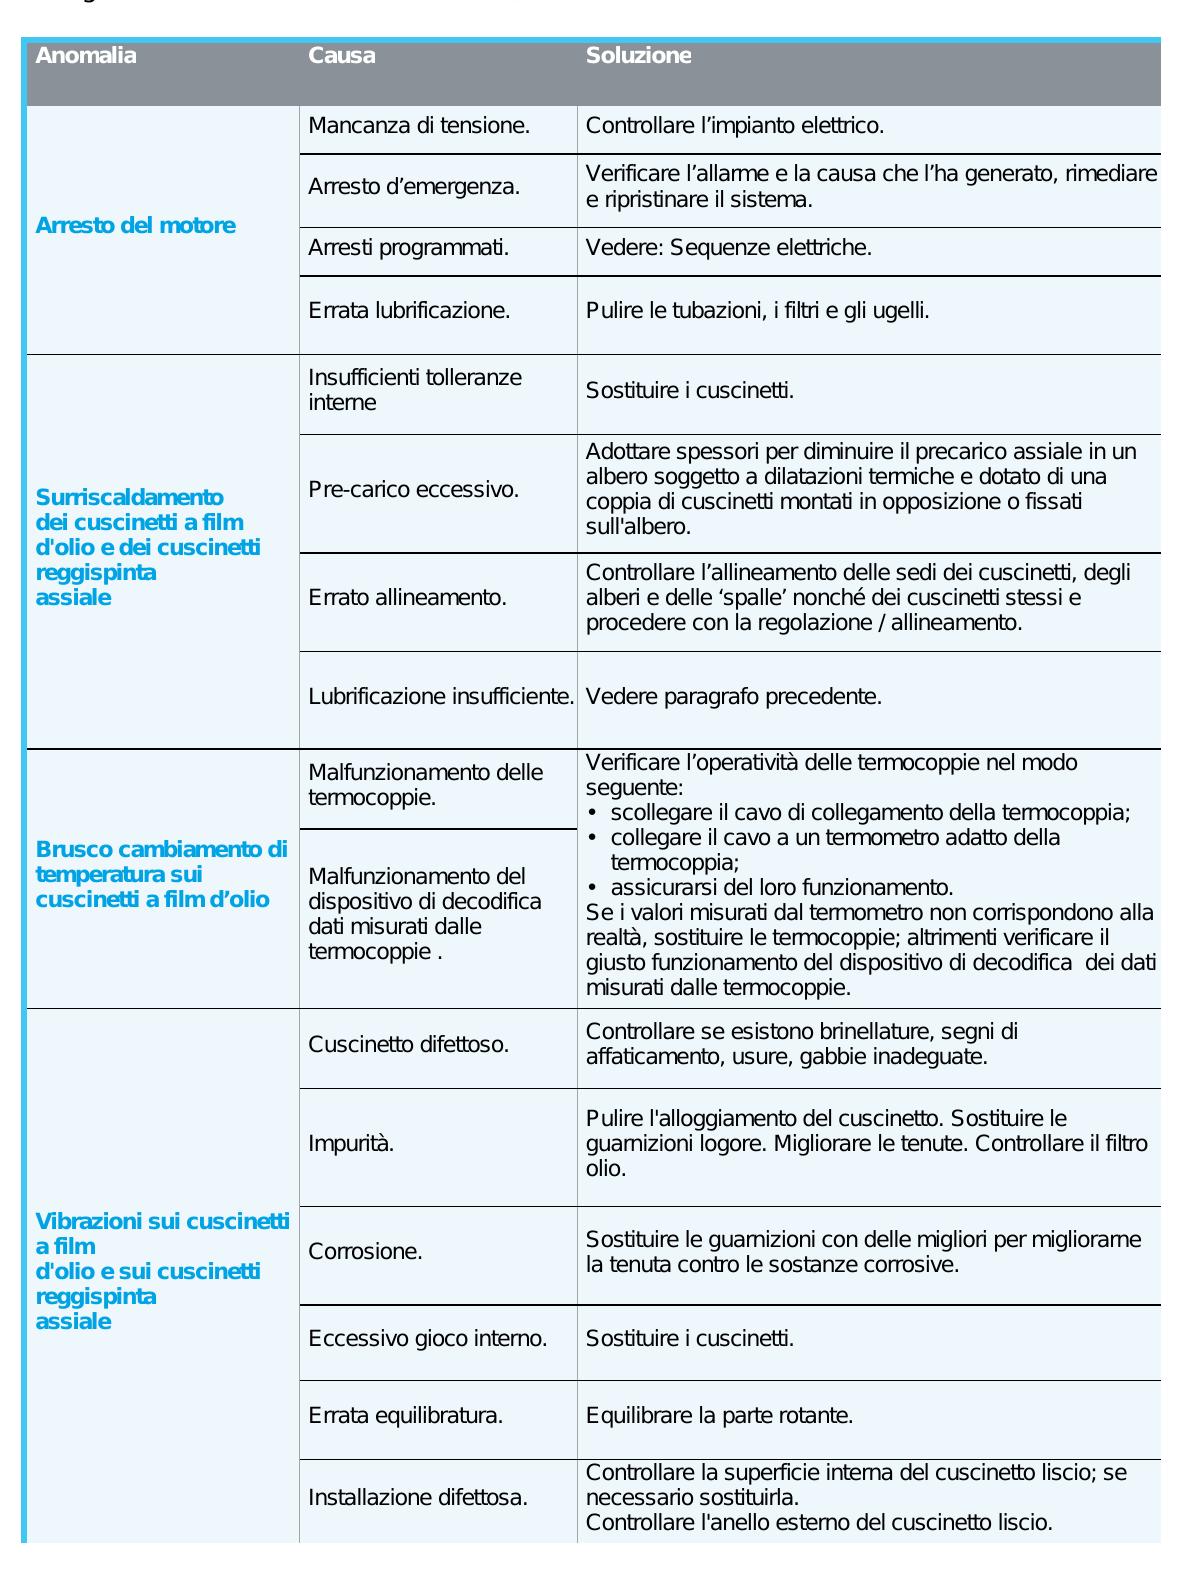 Anomalia
Causa
Soluzione
Arresto del motore
Mancanza di tensione.
Controllare l’impianto elettrico.
Arresto d’emergenza.
Verificare l’allarme e la causa che l’ha generato, rimediare
e ripristinare il sistema.
Arresti programmati.
Vedere: Sequenze elettriche.
Errata lubrificazione.
Pulire le tubazioni, i filtri e gli ugelli.
Surriscaldamento
dei cuscinetti a film
d'olio e dei cuscinetti
reggispinta
assiale
Insufficienti tolleranze
interne
Sostituire i cuscinetti.
Pre-carico eccessivo.
Adottare spessori per diminuire il precarico assiale in un
albero soggetto a dilatazioni termiche e dotato di una
coppia di cuscinetti montati in opposizione o fissati
sull'albero.
Errato allineamento.
Controllare l’allineamento delle sedi dei cuscinetti, degli
alberi e delle ‘spalle’ nonché dei cuscinetti stessi e
procedere con la regolazione / allineamento.
Lubrificazione insufficiente.
Vedere paragrafo precedente.
Brusco cambiamento di
temperatura sui
cuscinetti a film d’olio
Malfunzionamento delle
termocoppie.
Malfunzionamento del
dispositivo di decodifica
dati misurati dalle
termocoppie .
Verificare l’operatività delle termocoppie nel modo
seguente:
• scollegare il cavo di collegamento della termocoppia;
• collegare il cavo a un termometro adatto della
termocoppia;
• assicurarsi del loro funzionamento.
Se i valori misurati dal termometro non corrispondono alla
realtà, sostituire le termocoppie; altrimenti verificare il
giusto funzionamento del dispositivo di decodifica  dei dati
misurati dalle termocoppie.
Vibrazioni sui cuscinetti
a film
d'olio e sui cuscinetti
reggispinta
assiale
Cuscinetto difettoso.
Controllare se esistono brinellature, segni di
affaticamento, usure, gabbie inadeguate.
Impurità.
Pulire l'alloggiamento del cuscinetto. Sostituire le
guarnizioni logore. Migliorare le tenute. Controllare il filtro
olio.
Corrosione.
Sostituire le guarnizioni con delle migliori per migliorarne
la tenuta contro le sostanze corrosive.
Eccessivo gioco interno.
Sostituire i cuscinetti.
Errata equilibratura.
Equilibrare la parte rotante.
Installazione difettosa.
Controllare la superficie interna del cuscinetto liscio; se
necessario sostituirla.
Controllare l'anello esterno del cuscinetto liscio.